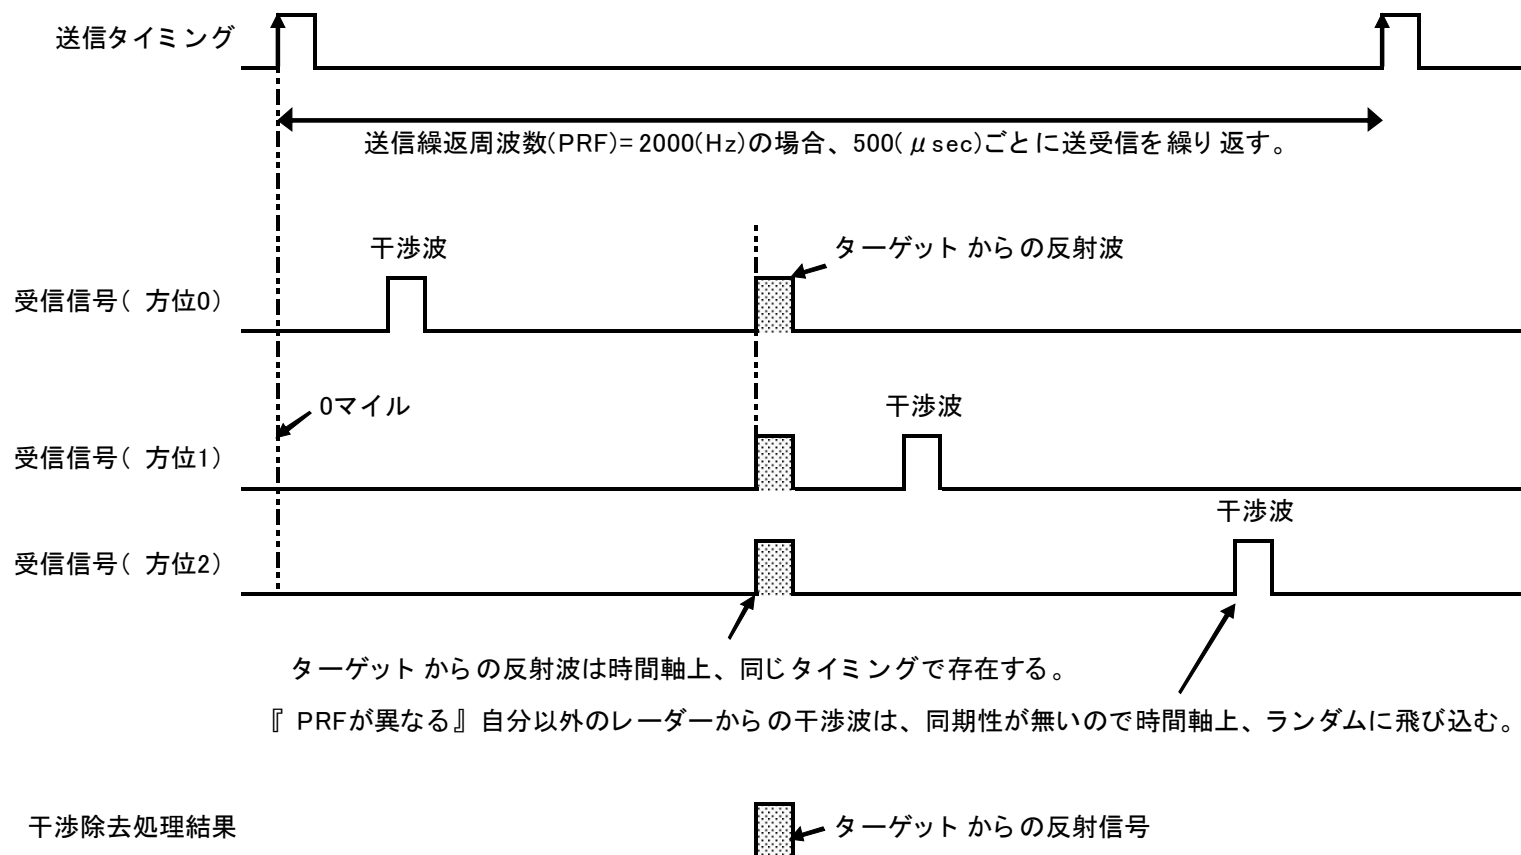 送信タイミング
送信繰返周波数(PRF)=2000(Hz)の場合、500(μsec)ごとに送受信を繰り返す。
干渉波
ターゲットからの反射波
受信信号(方位0)
0マイル
干渉波
受信信号(方位1)
干渉波
受信信号(方位2)
ターゲットからの反射波は時間軸上、同じタイミングで存在する。
『PRFが異なる』自分以外のレーダーからの干渉波は、同期性が無いので時間軸上、ランダムに飛び込む。
干渉除去処理結果
ターゲットからの反射信号